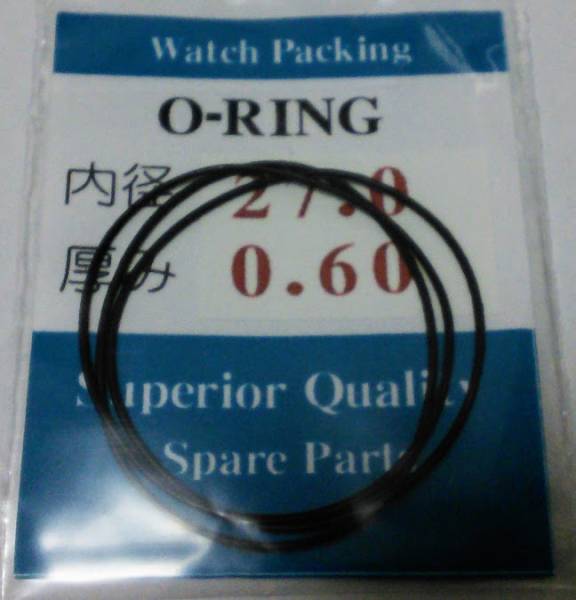 Watch Packing
O-RING
内径 27.0
厚み 0.60
Superior Quality
Spare Parts